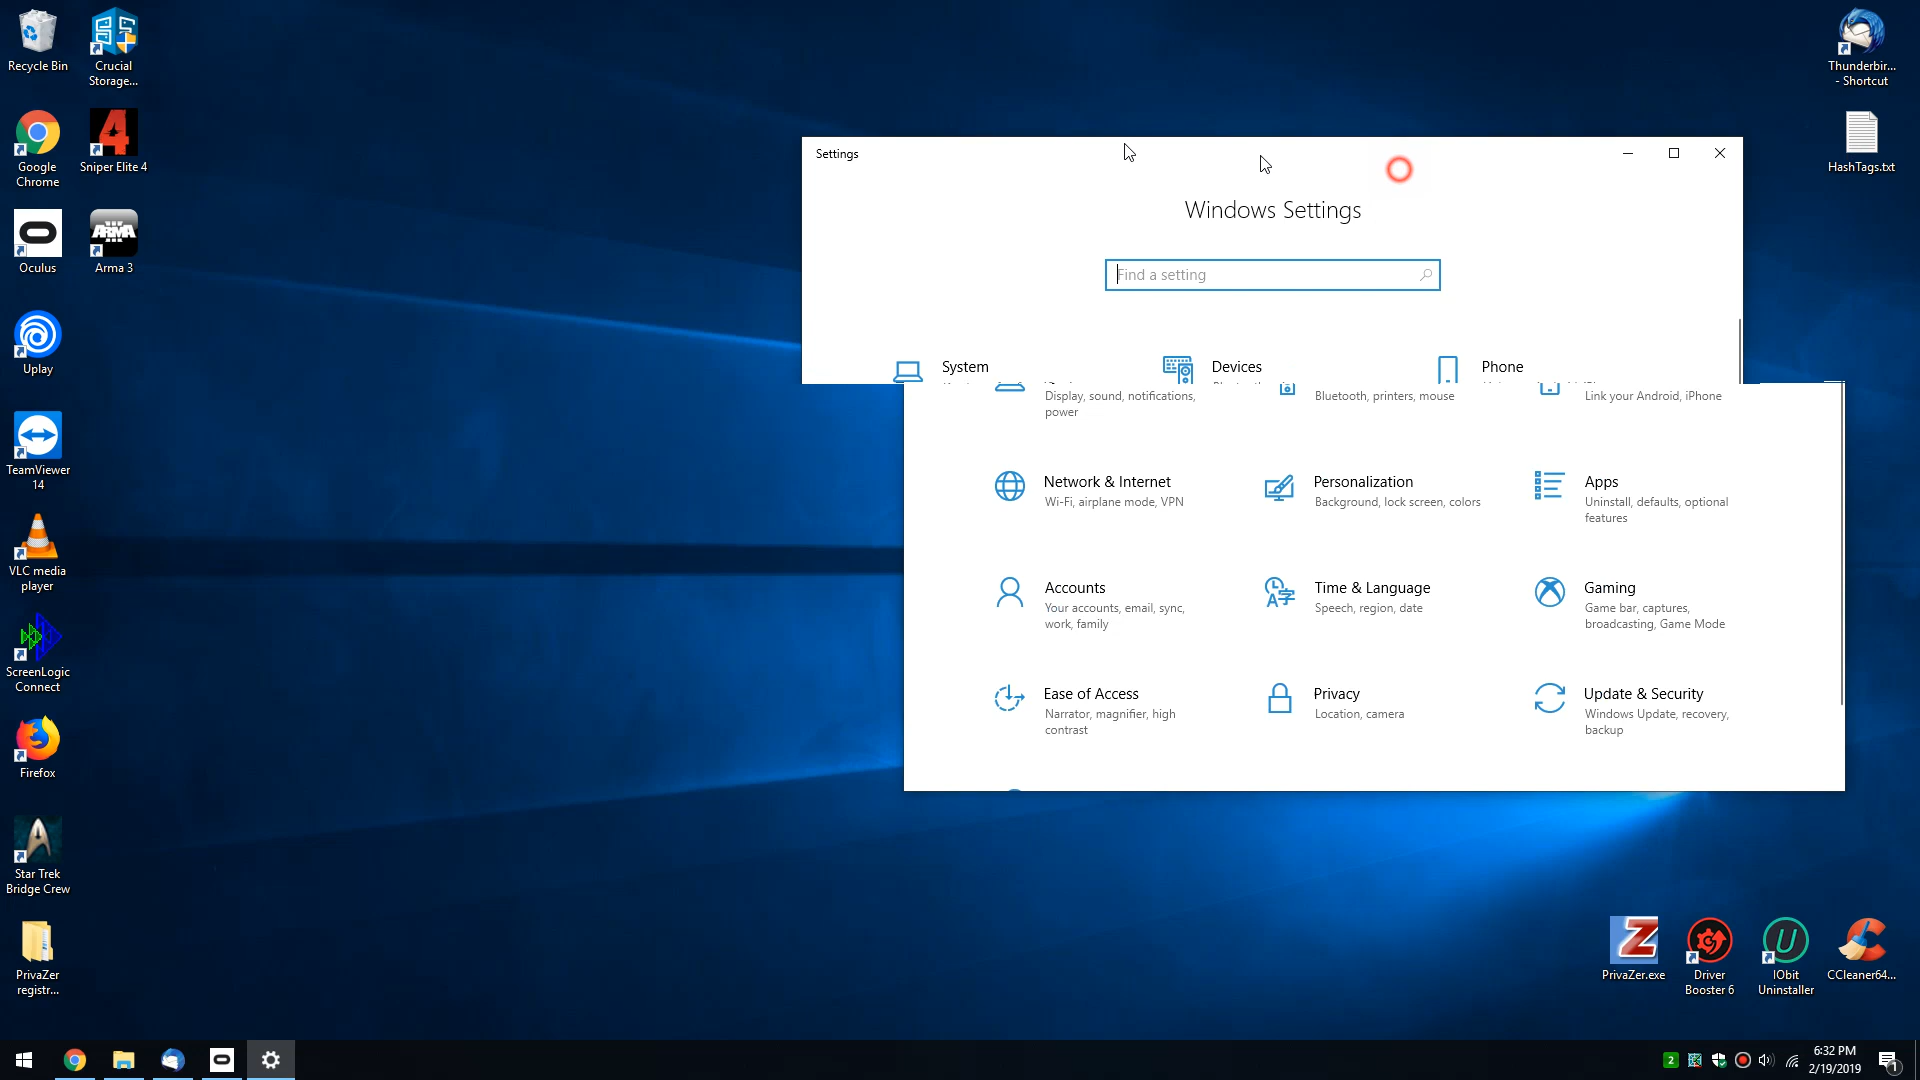 Recycle Bin
Crucial
Storage...
Google
Chrome
4
Sniper Elite 4
Oculus
ARMA
III
Arma 3
Uplay
TeamViewer
14
VLC media
player
ScreenLogic
Connect
Firefox
Star Trek
Bridge Crew
PrivaZer
registr...
Thunderbir...
- Shortcut
HashTags.txt
Settings
Windows Settings
Find a setting
System
Devices
Phone
Display, sound, notifications,
power
Bluetooth, printers, mouse
Link your Android, iPhone
Network & Internet
Wi-Fi, airplane mode, VPN
Personalization
Background, lock screen, colors
Apps
Uninstall, defaults, optional
features
Accounts
Your accounts, email, sync,
work, family
Time & Language
Speech, region, date
Gaming
Game bar, captures,
broadcasting, Game Mode
Ease of Access
Narrator, magnifier, high
contrast
Privacy
Location, camera
Update & Security
Windows Update, recovery,
backup
PrivaZer.exe
Driver
Booster 6
IObit
Uninstaller
CCleaner64...
2
6:32 PM
2/19/2019
1